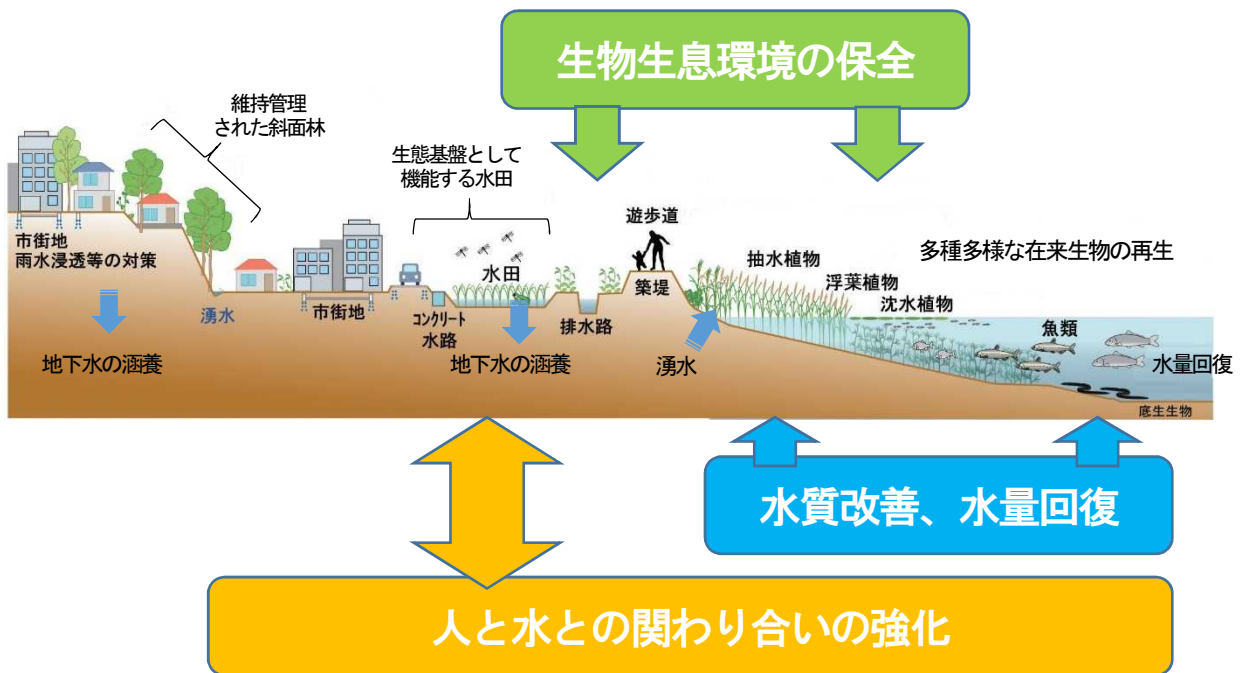 生物生息環境の保全
維持管理
された斜面林
生態基盤として
機能する水田
市街地
雨水浸透等の対策
湧水
市街地
水田
コンクリート
水路
排水路
遊歩道
築堤
抽水植物
多種多様な在来生物の再生
浮葉植物
沈水植物
魚類
水量回復
底生生物
地下水の涵養
地下水の涵養
湧水
水質改善、水量回復
人と水との関わり合いの強化